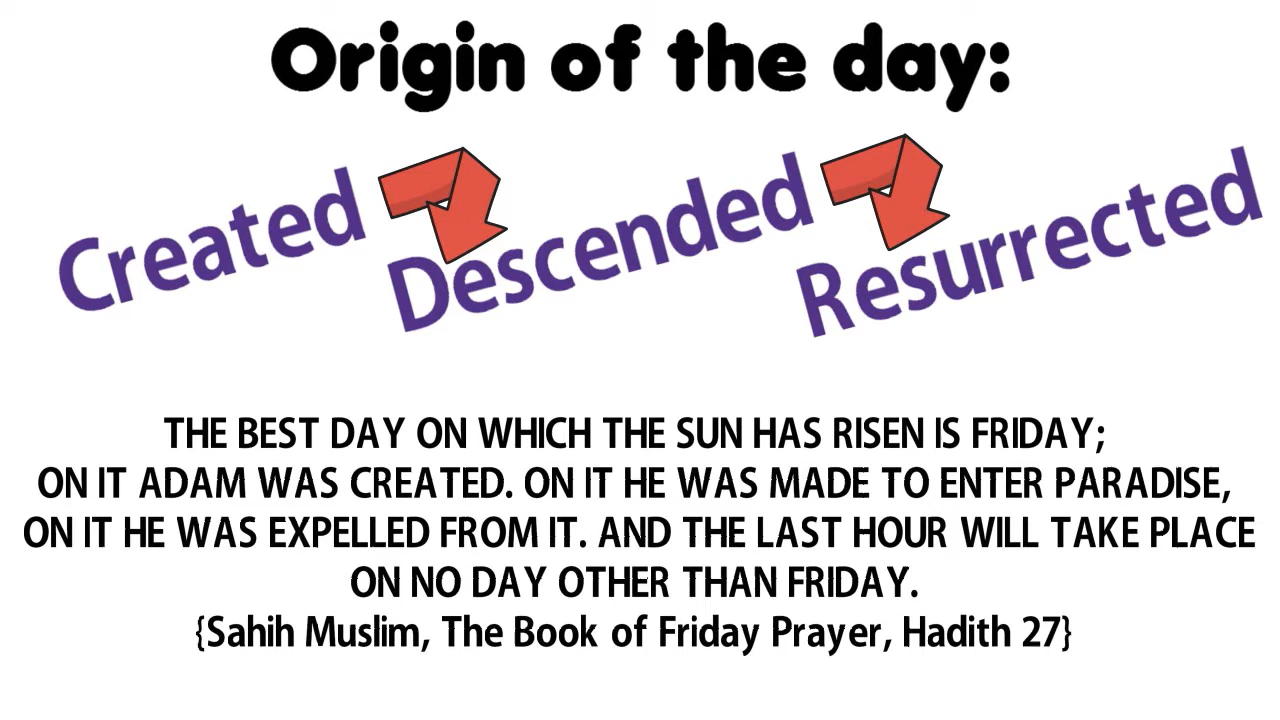 Origin of the day:
Created
Descended
Resurrected
THE BEST DAY ON WHICH THE SUN HAS RISEN IS FRIDAY;
ON IT ADAM WAS CREATED. ON IT HE WAS MADE TO ENTER PARADISE,
ON IT HE WAS EXPELLED FROM IT. AND THE LAST HOUR WILL TAKE PLACE
ON NO DAY OTHER THAN FRIDAY.
{Sahih Muslim, The Book of Friday Prayer, Hadith 27}